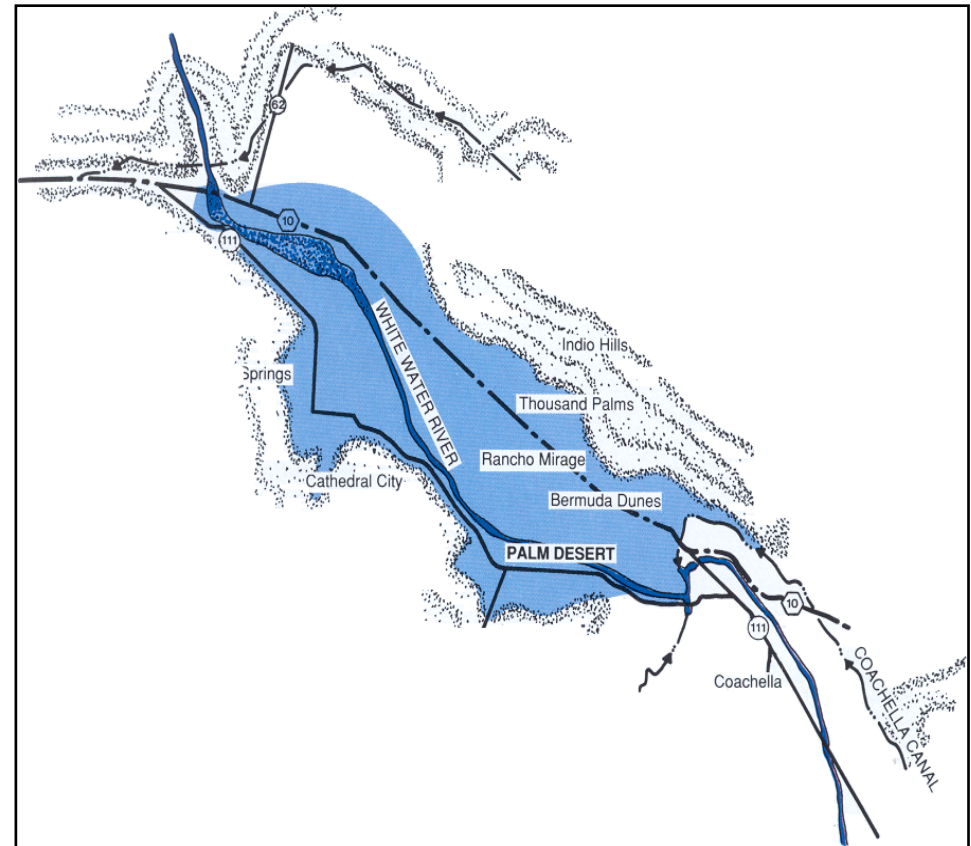 62
10
111
WHITE WATER RIVER
Indio Hills
Springs
Thousand Palms
Rancho Mirage
Cathedral City
Bermuda Dunes
PALM DESERT
10
111
Coachella
COACHELLA CANAL